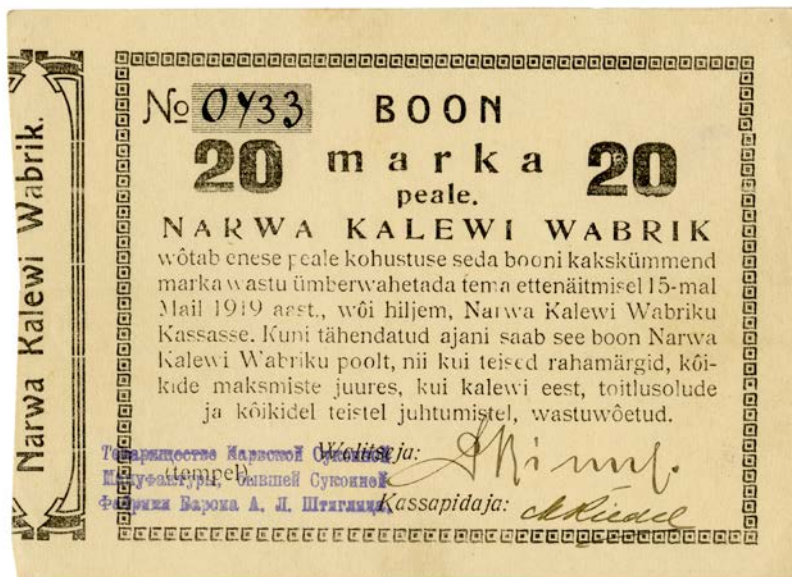 Narwa Kalewi Wabrik.
№ 0433 BOON
20 marka 20
peale.
NARWA KALEWI WABRIK
wôtab enese peale kohustuse seda booni kakskümmend
marka wastu ümberwahetada tema ettenäitmisel 15-mal
Mail 1919 aast., wôi hiljem, Narwa Kalewi Wabriku
Kassasse. Kuni tähendatud ajani saab see boon Narwa
Kalewi Wabriku poolt, nii kui teised rahamärgid, kôi-
kide maksmiste juures, kui kalewi eest, toitlusolude
ja kôikidel teistel juhtumistel, wastuwôetud.
Walitseja:
Товарищество Нарвской Суконной
(tempel)
Мануфактуры, бывшей Суконной
Фабрики Барона А. Л. Штиглица
Kassapidaja: Riedel